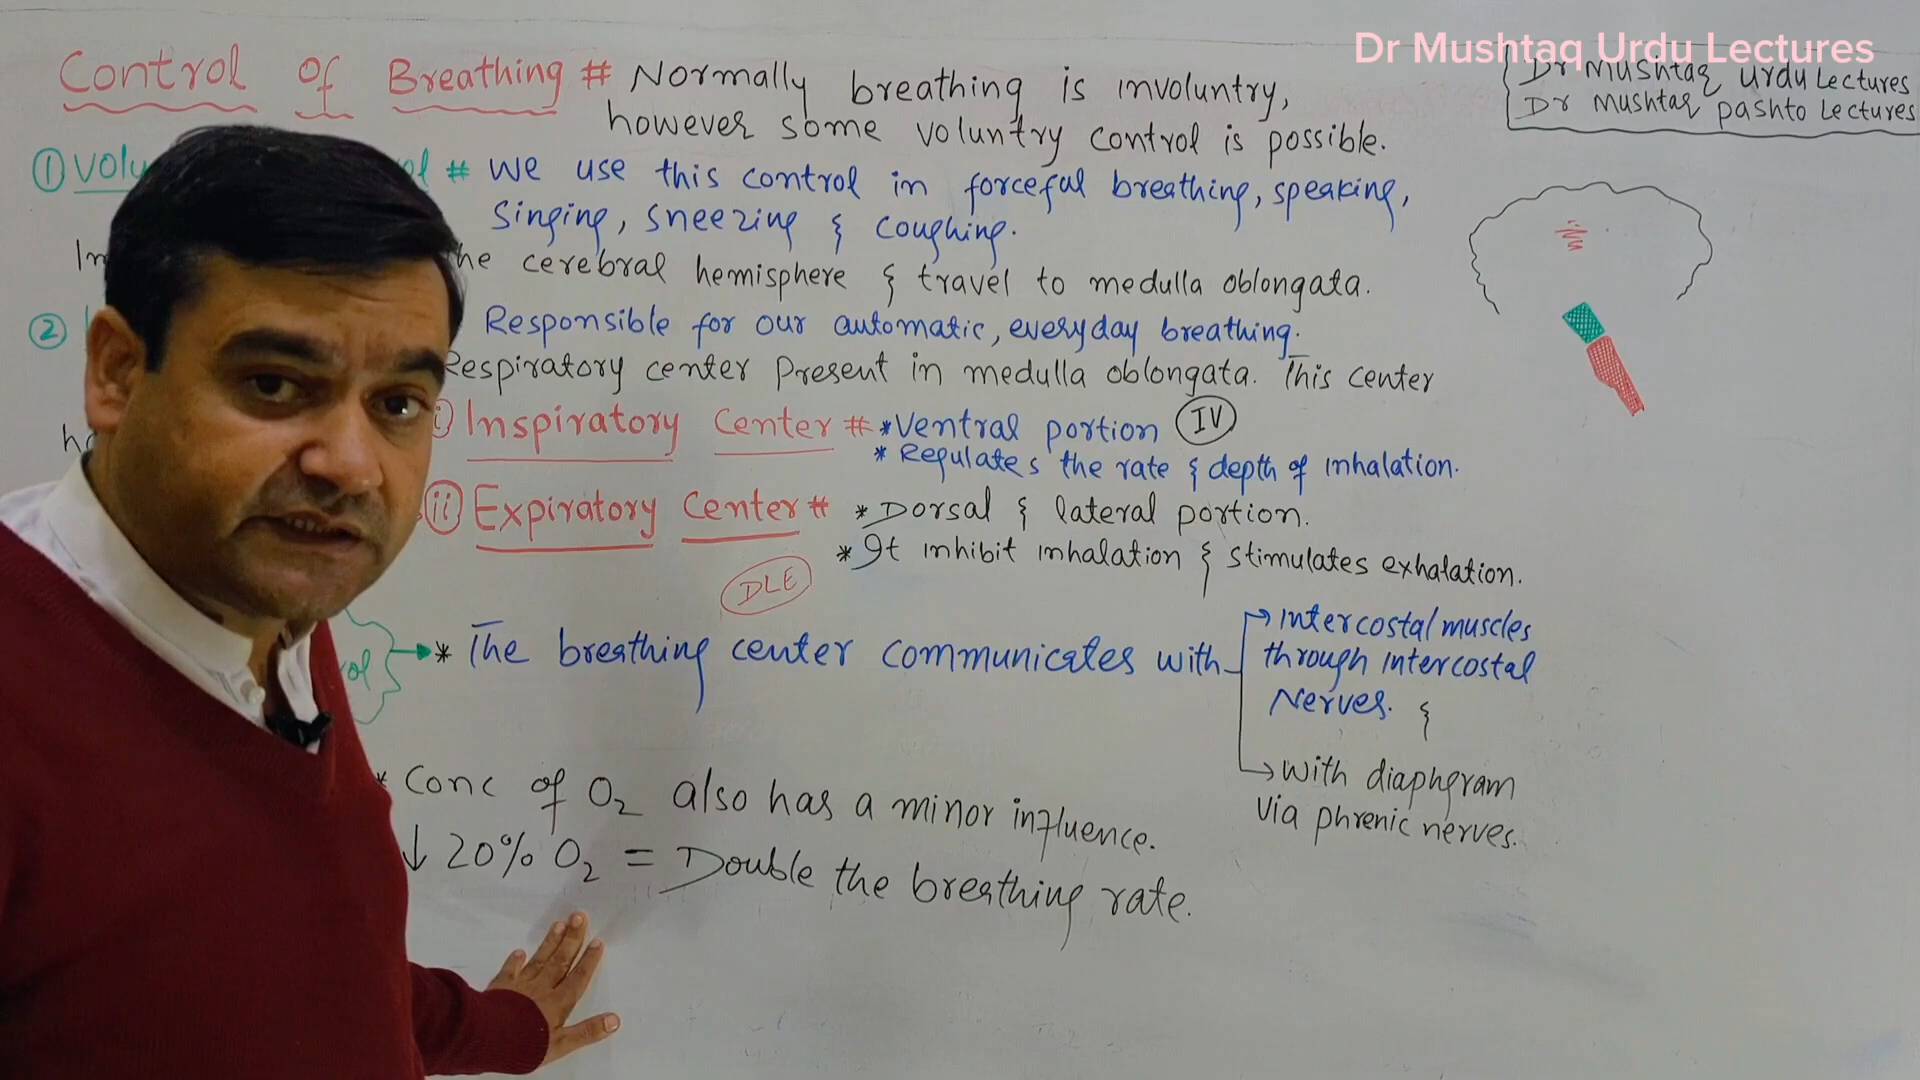 Dr Mushtaq Urdu Lectures
Control of Breathing # Normally breathing is involuntry,
however some voluntry control is possible.
Dr Mushtaq urdu Lectures
Dr Mushtaq pashto Lectures
① # We use this control in forceful breathing, speaking,
Singing, Sneezing & Coughing.
the cerebral hemisphere & travel to medulla oblongata.
② Responsible for our automatic, everyday breathing.
Respiratory center Present in medulla oblongata. This center
i) Inspiratory Center # *Ventral portion IV
* Regulates the rate & depth of inhalation.
ii) Expiratory Center # * Dorsal & lateral portion.
* It inhibit inhalation & stimulates exhalation.
DLE
* The breathing center communicates with
→ intercostal muscles
through intercostal
Nerves. &
→ with diaphgram
via phrenic nerves.
* Conc of O₂ also has a minor influence.
↓ 20% O₂ = Double the breathing rate.